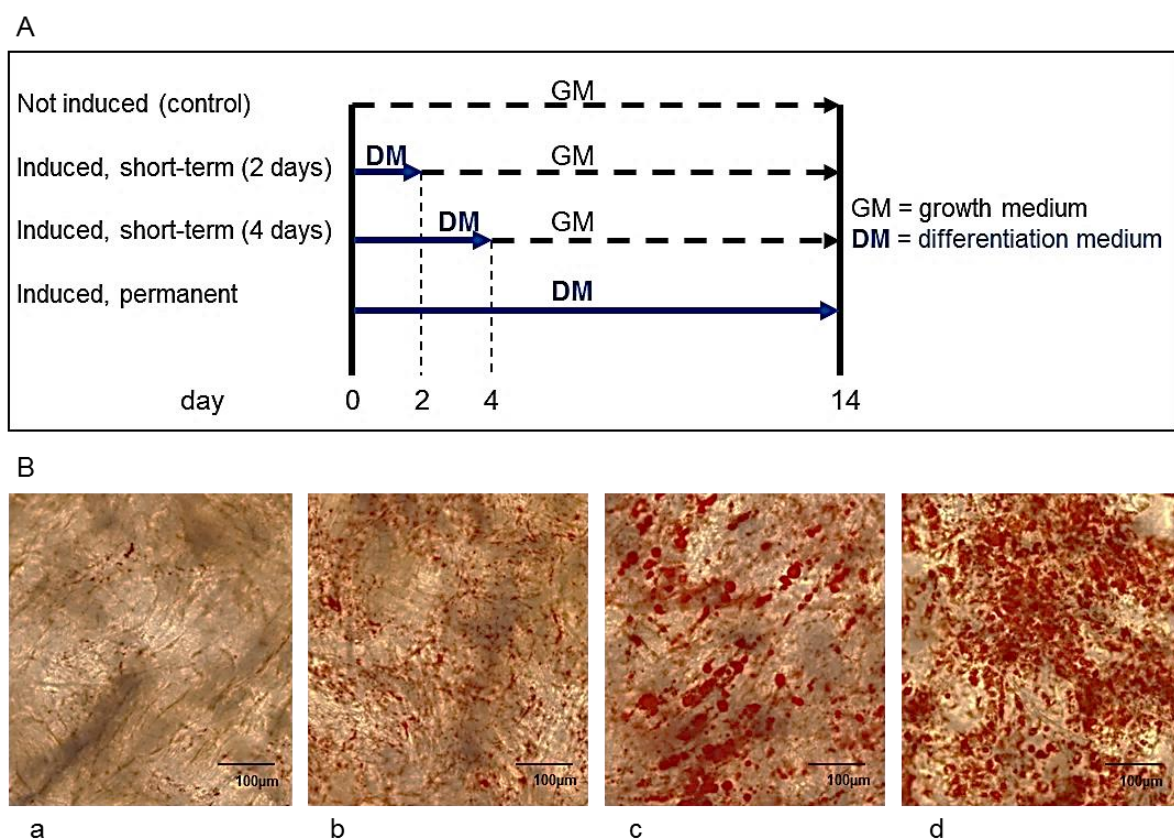 A
Not induced (control)
GM
Induced, short-term (2 days)
DM
GM
Induced, short-term (4 days)
DM
GM
GM = growth medium
DM = differentiation medium
Induced, permanent
DM
day
0
2
4
14
B
100µm
100µm
100µm
100µm
a
b
c
d